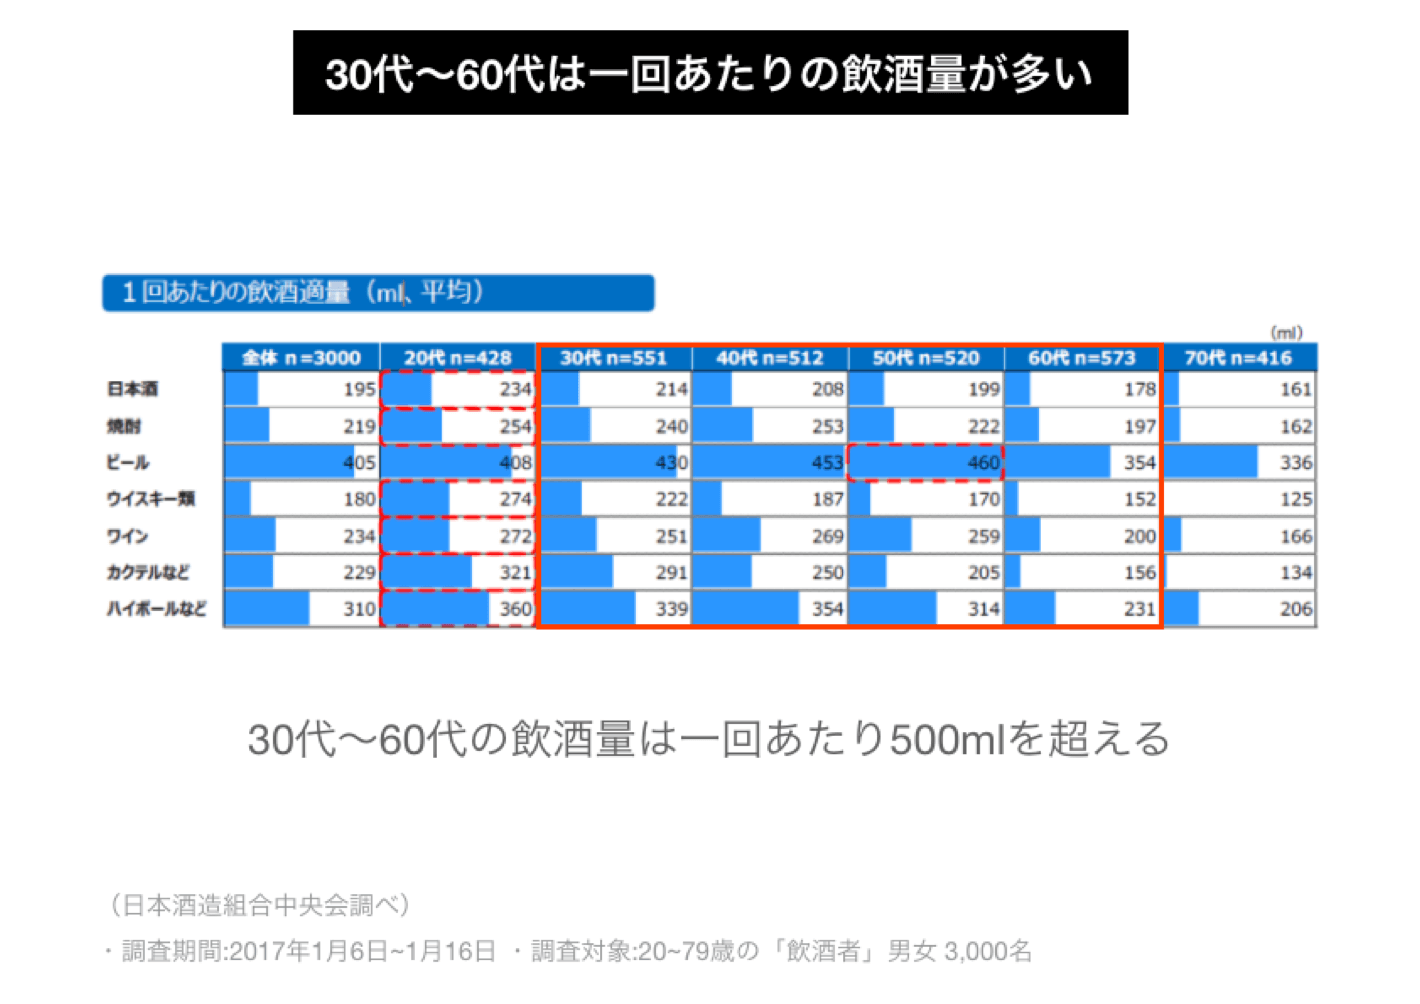 30代〜60代は一回あたりの飲酒量が多い
1回あたりの飲酒適量（ml、平均）
（ml）
全体 n=3000 20代 n=428 30代 n=551 40代 n=512 50代 n=520 60代 n=573 70代 n=416
日本酒 195 234 214 208 199 178 161
焼酎 219 254 240 253 222 197 162
ビール 405 408 430 453 460 354 336
ウイスキー類 180 274 222 187 170 152 125
ワイン 234 272 251 269 259 200 166
カクテルなど 229 321 291 250 205 156 134
ハイボールなど 310 360 339 354 314 231 206
30代〜60代の飲酒量は一回あたり500mlを超える
（日本酒造組合中央会調べ）
・調査期間:2017年1月6日~1月16日 ・調査対象:20~79歳の「飲酒者」男女 3,000名